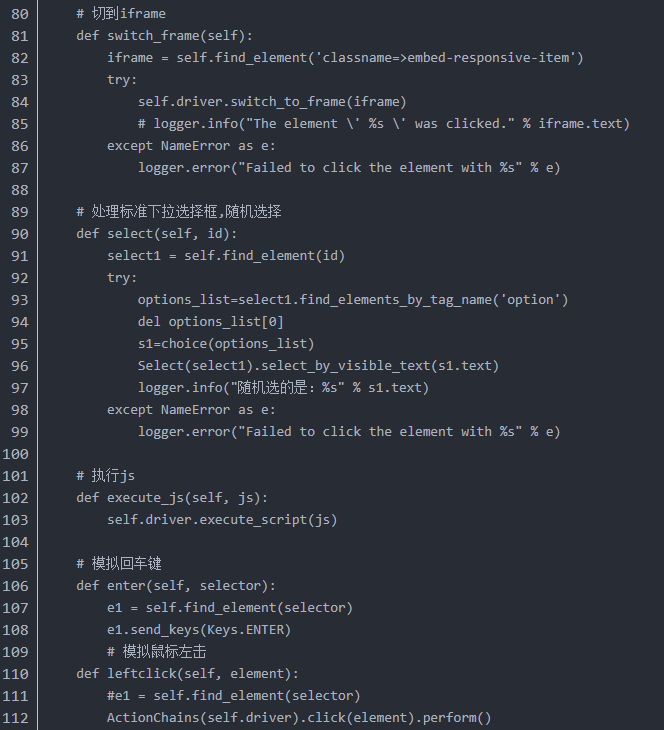 80 # 切到iframe
81 def switch_frame(self):
82 iframe = self.find_element('classname=>embed-responsive-item')
83 try:
84 self.driver.switch_to_frame(iframe)
85 # logger.info("The element \' %s \' was clicked." % iframe.text)
86 except NameError as e:
87 logger.error("Failed to click the element with %s" % e)
88
89 # 处理标准下拉选择框,随机选择
90 def select(self, id):
91 select1 = self.find_element(id)
92 try:
93 options_list=select1.find_elements_by_tag_name('option')
94 del options_list[0]
95 s1=choice(options_list)
96 Select(select1).select_by_visible_text(s1.text)
97 logger.info("随机选的是：%s" % s1.text)
98 except NameError as e:
99 logger.error("Failed to click the element with %s" % e)
100
101 # 执行js
102 def execute_js(self, js):
103 self.driver.execute_script(js)
104
105 # 模拟回车键
106 def enter(self, selector):
107 e1 = self.find_element(selector)
108 e1.send_keys(Keys.ENTER)
109 # 模拟鼠标左击
110 def leftclick(self, element):
111 #e1 = self.find_element(selector)
112 ActionChains(self.driver).click(element).perform()